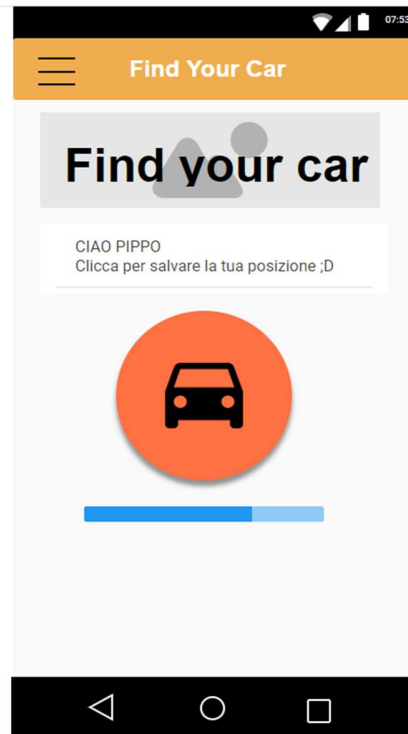 07:53
Find Your Car
Find your car
CIAO PIPPO
Clicca per salvare la tua posizione ;D